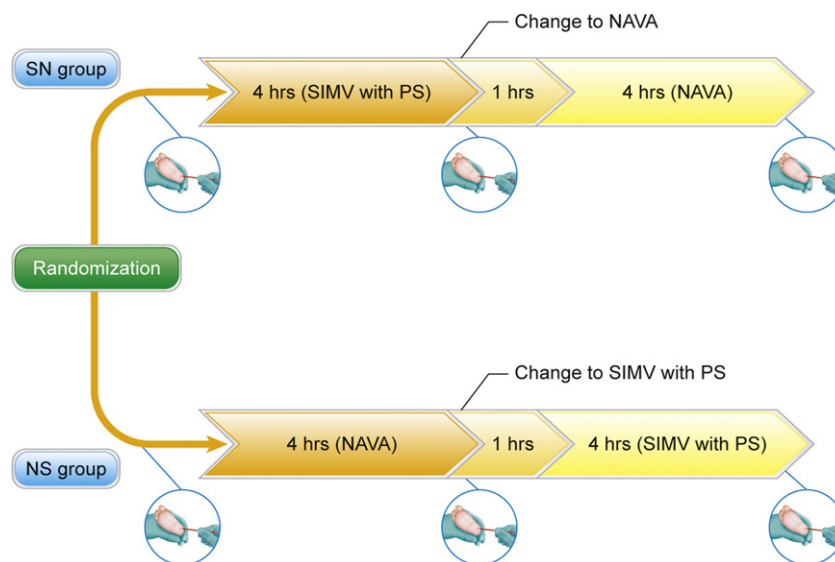 Change to NAVA
SN group
4 hrs (SIMV with PS)
1 hrs
4 hrs (NAVA)
Randomization
Change to SIMV with PS
4 hrs (NAVA)
1 hrs
4 hrs (SIMV with PS)
NS group